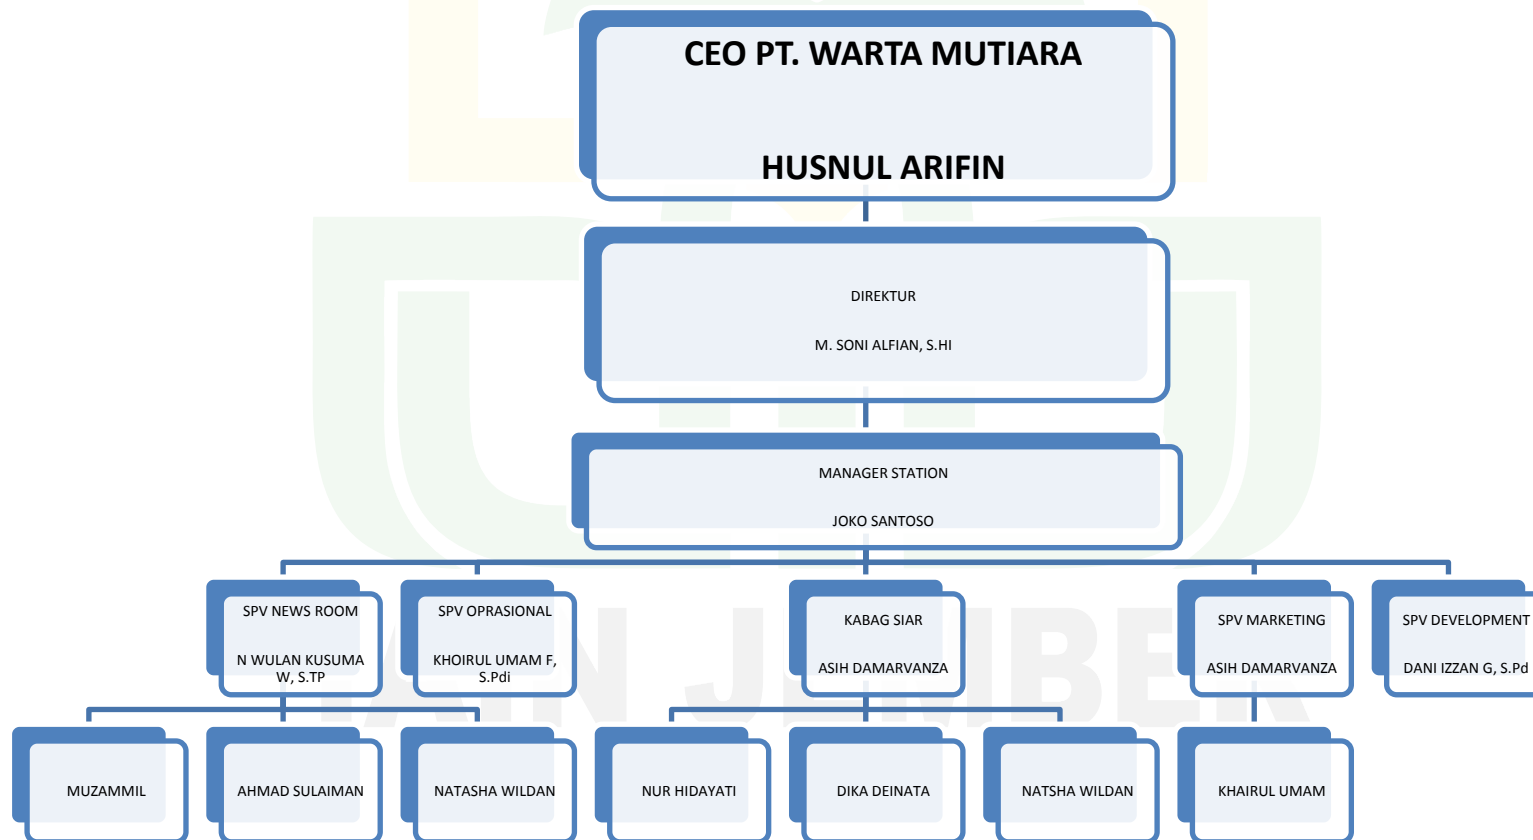 CEO PT. WARTA MUTIARA
HUSNUL ARIFIN
DIREKTUR
M. SONI ALFIAN, S.HI
MANAGER STATION
JOKO SANTOSO
SPV NEWS ROOM
N WULAN KUSUMA
W, S.TP
SPV OPRASIONAL
KHOIRUL UMAM F,
S.Pdi
KABAG SIAR
ASIH DAMARVANZA
SPV MARKETING
ASIH DAMARVANZA
SPV DEVELOPMENT
DANI IZZAN G, S.Pd
MUZAMMIL
AHMAD SULAIMAN
NATASHA WILDAN
NUR HIDAYATI
DIKA DEINATA
NATSHA WILDAN
KHAIRUL UMAM
IAIN JEMBER